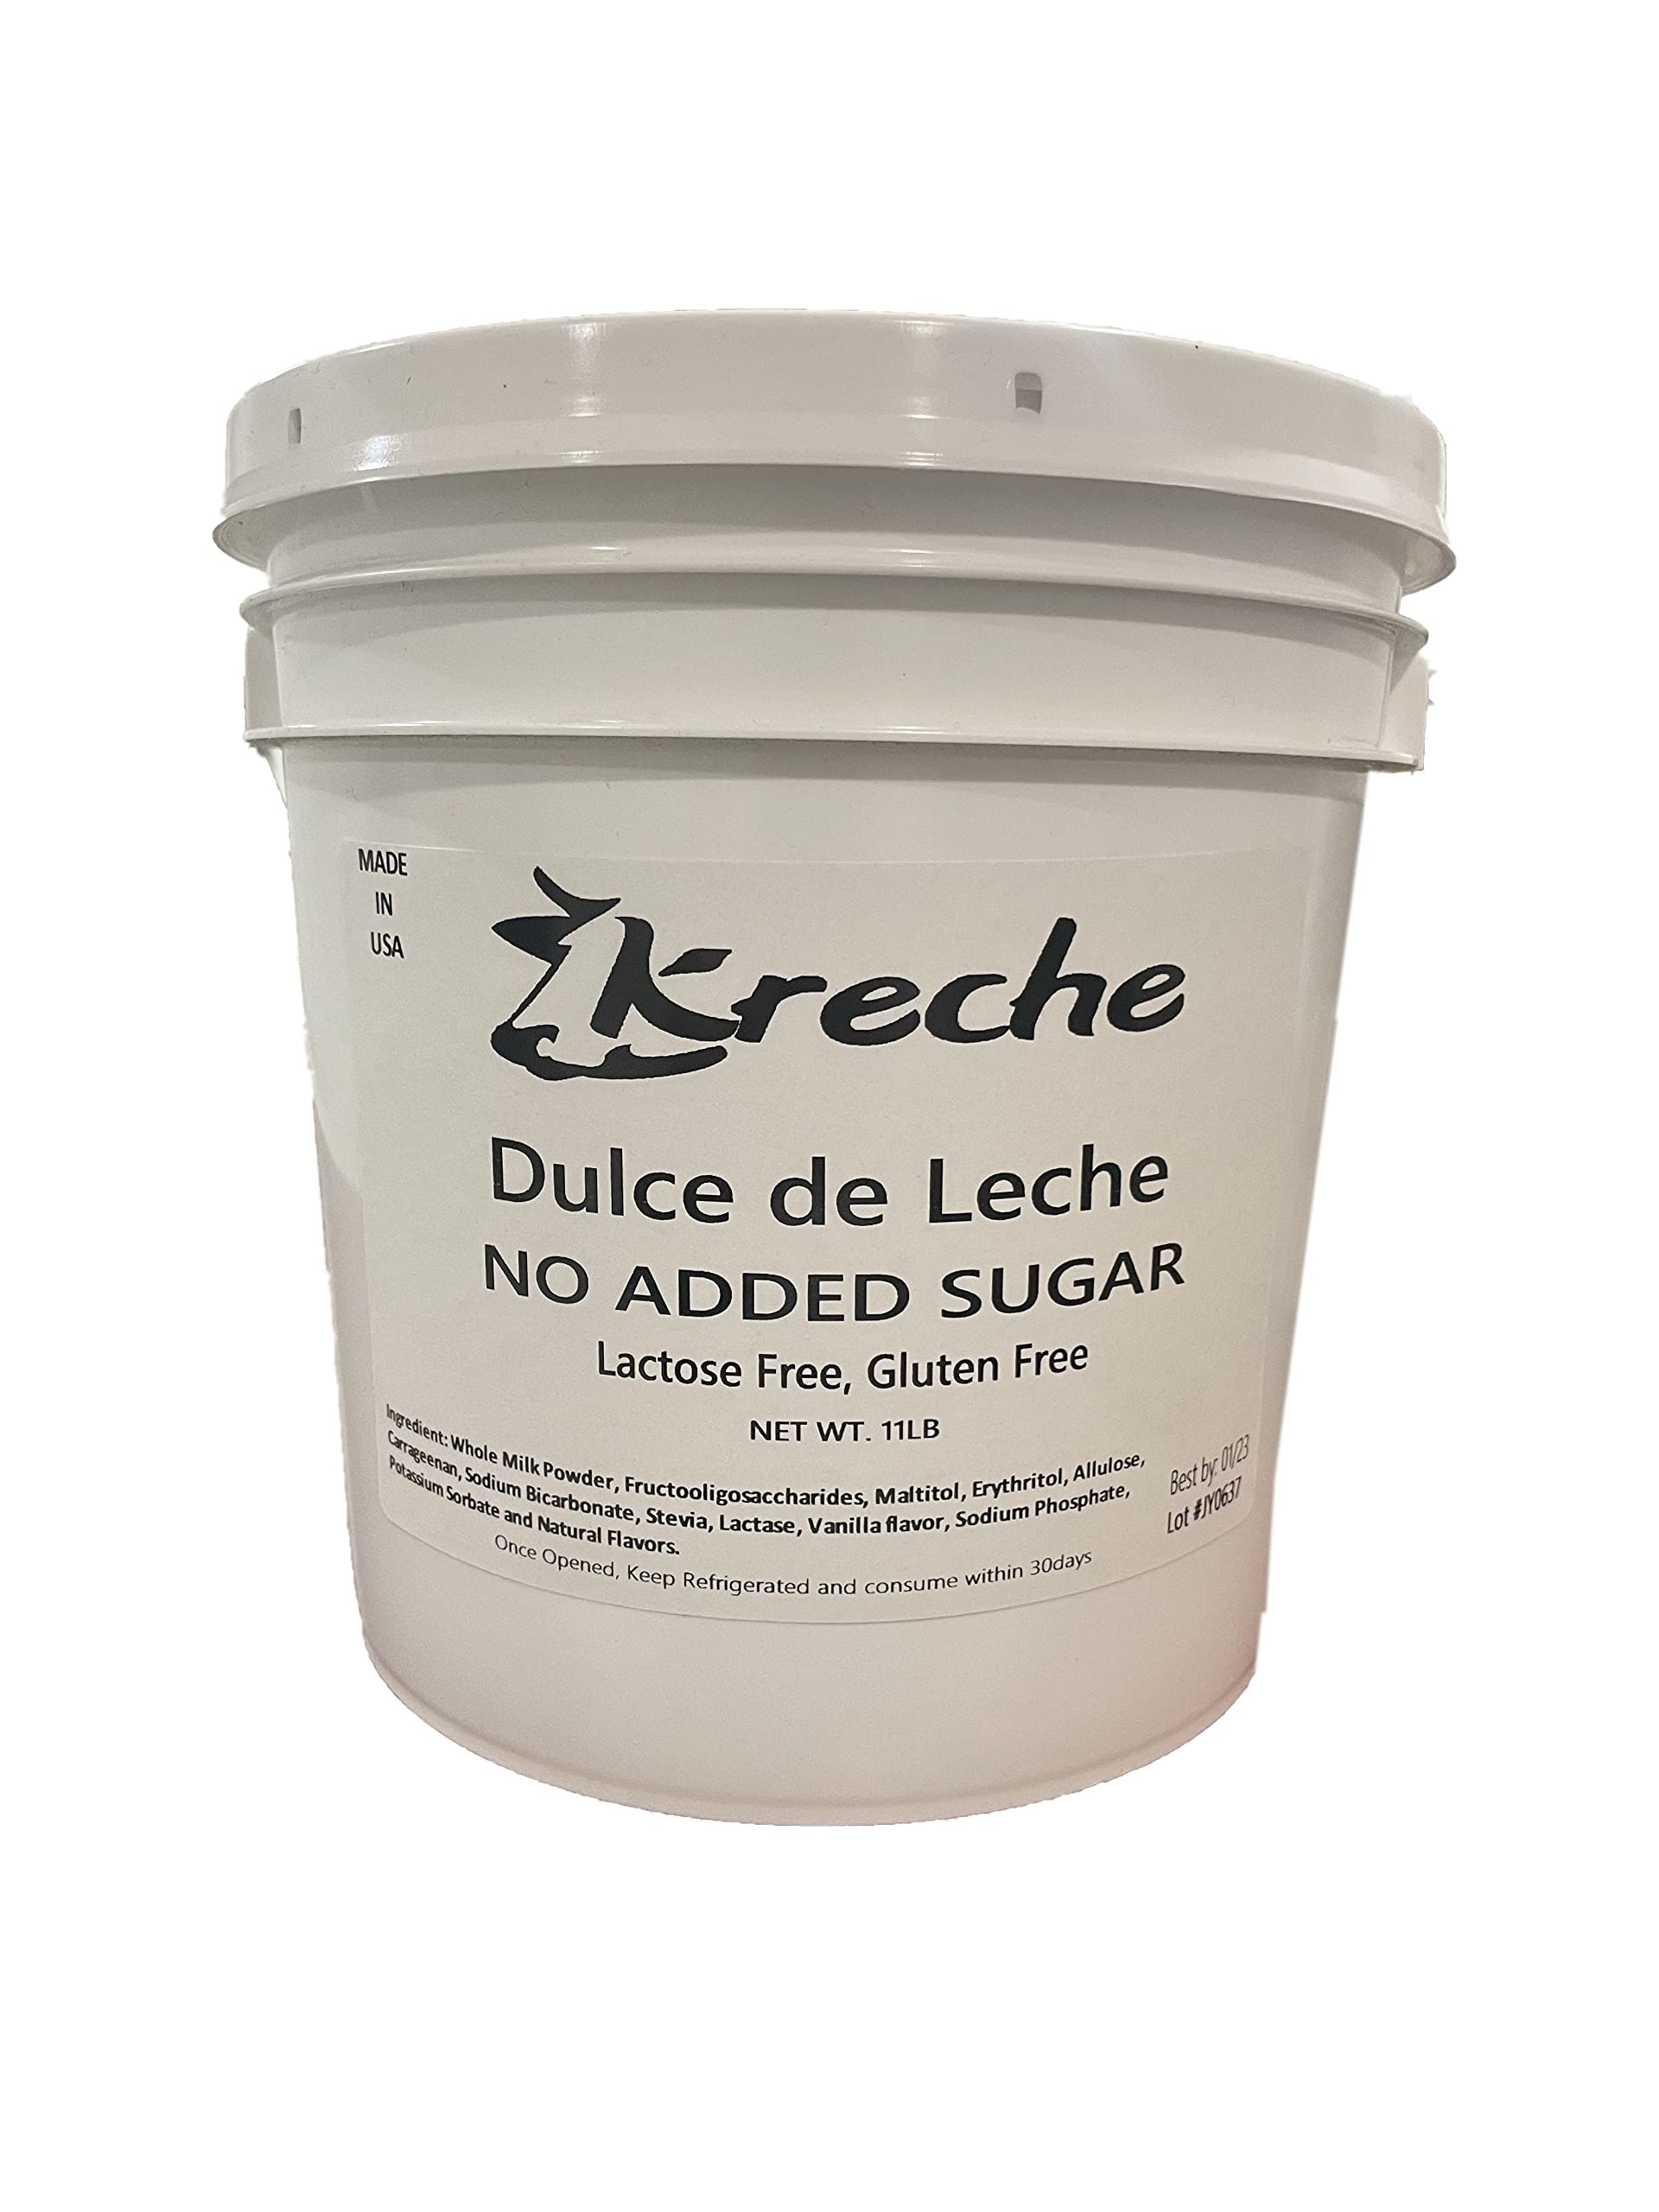 MADE
IN
USA
Kreche
Dulce de Leche
NO ADDED SUGAR
Lactose Free, Gluten Free
NET WT. 11LB
Ingredient: Whole Milk Powder, Fructooligosaccharides, Maltitol, Erythritol, Allulose,
Carrageenan, Sodium Bicarbonate, Stevia, Lactase, Vanilla flavor, Sodium Phosphate,
Potassium Sorbate and Natural Flavors.
Best by: 01/23
Lot #JY0637
Once Opened, Keep Refrigerated and consume within 30days